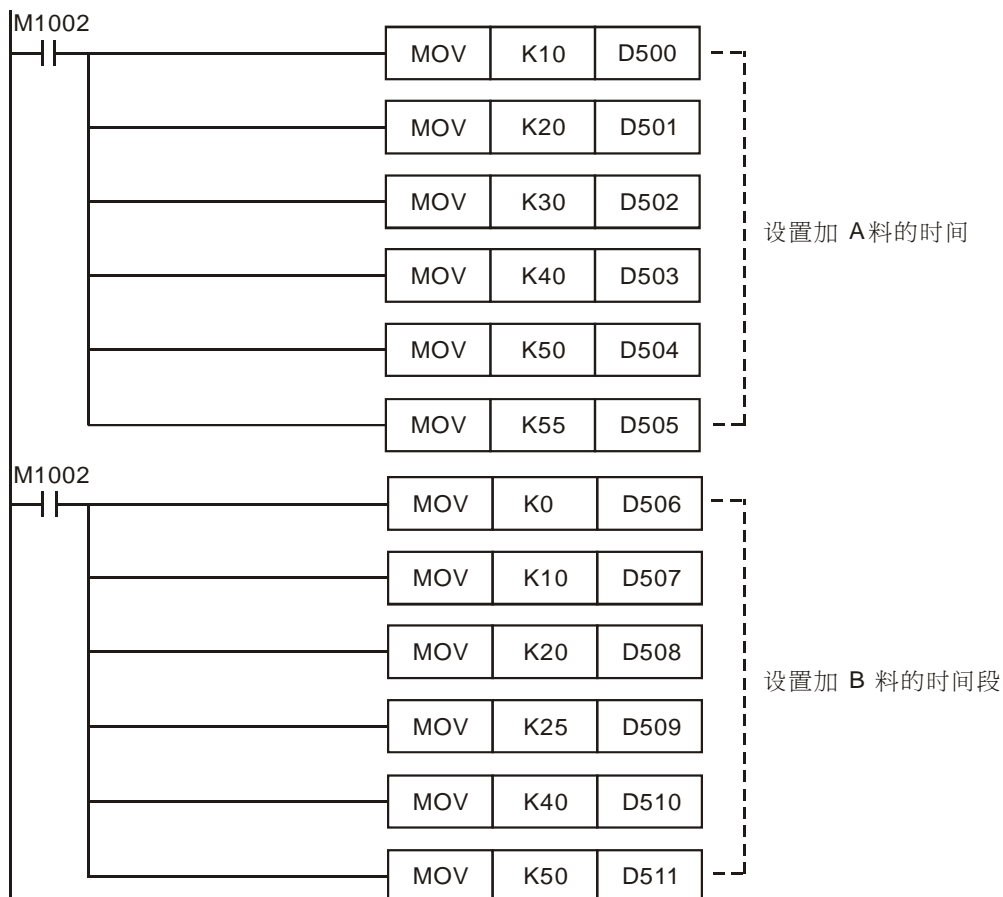 M1002
MOV K10 D500
MOV K20 D501
MOV K30 D502
设置加 A料的时间
MOV K40 D503
MOV K50 D504
MOV K55 D505
M1002
MOV K0 D506
MOV K10 D507
MOV K20 D508
设置加 B 料的时间段
MOV K25 D509
MOV K40 D510
MOV K50 D511